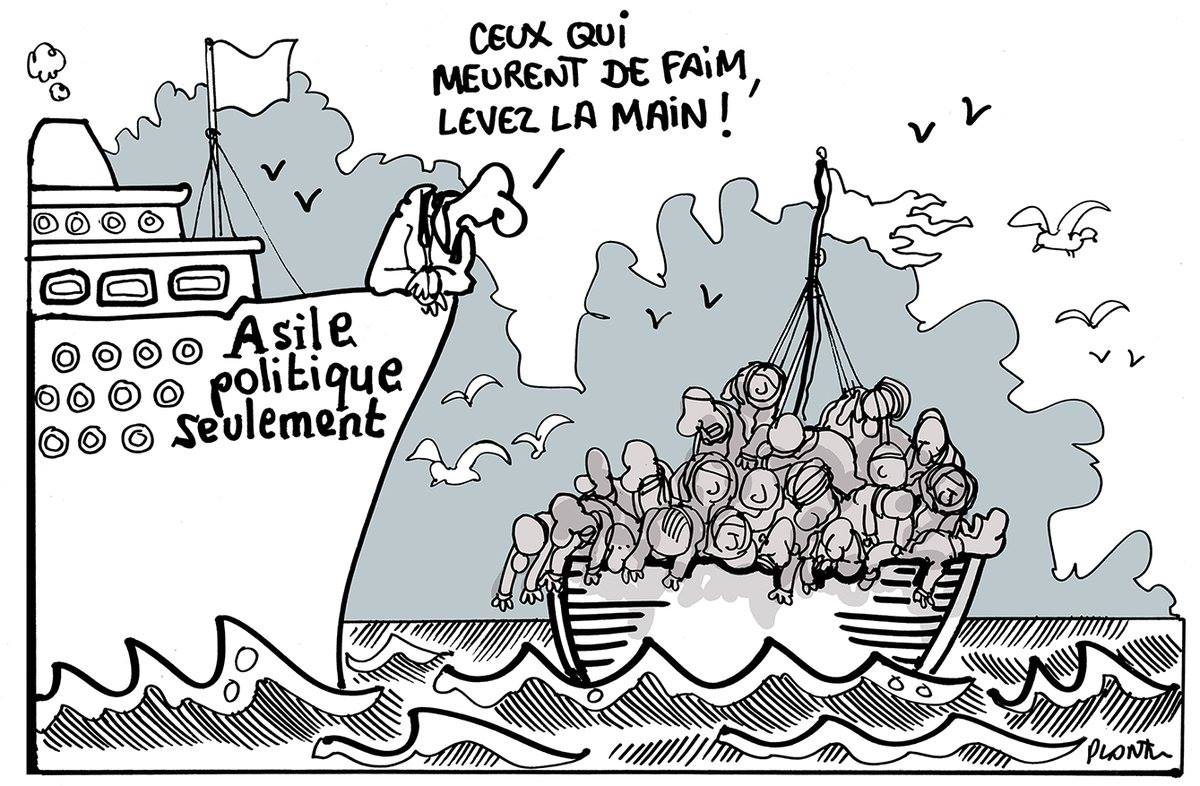 CEUX QUi
MEURENT DE FAiM,
LEVEZ LA MAiN !
Asile
politique
seulement
PLANTU